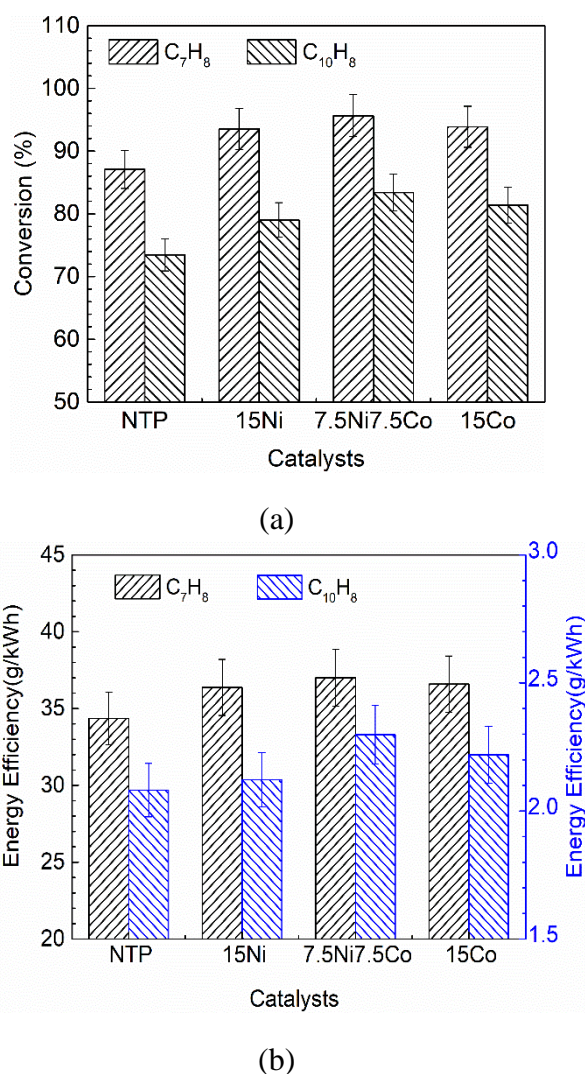 110
100
90
80
70
60
50
Conversion (%)
C₇H₈
C₁₀H₈
NTP
15Ni
7.5Ni7.5Co
15Co
Catalysts
(a)
45
40
35
30
25
20
Energy Efficiency(g/kWh)
C₇H₈
C₁₀H₈
3.0
2.5
2.0
1.5
Energy Efficiency(g/kWh)
NTP
15Ni
7.5Ni7.5Co
15Co
Catalysts
(b)